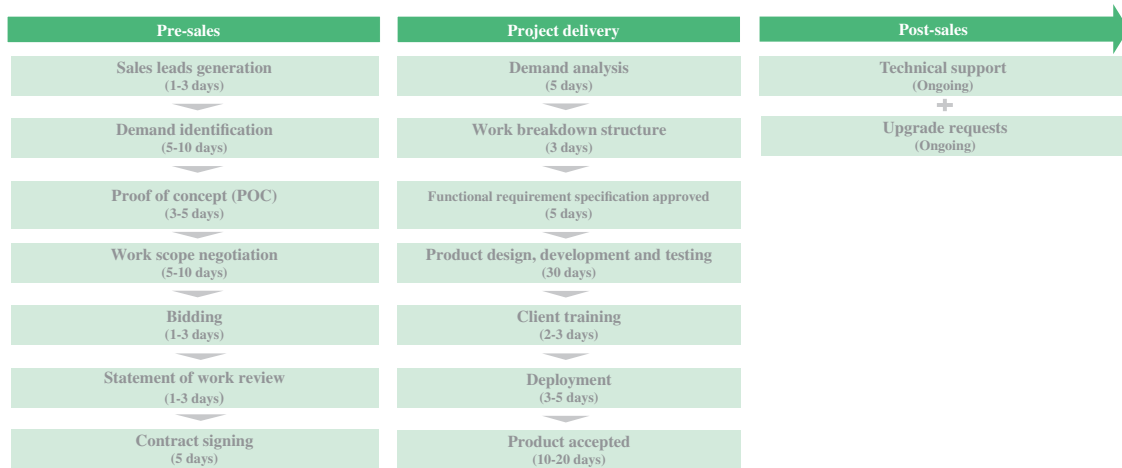 Pre-sales
Sales leads generation
(1-3 days)
Demand identification
(5-10 days)
Proof of concept (POC)
(3-5 days)
Work scope negotiation
(5-10 days)
Bidding
(1-3 days)
Statement of work review
(1-3 days)
Contract signing
(5 days)
Project delivery
Demand analysis
(5 days)
Work breakdown structure
(3 days)
Functional requirement specification approved
(5 days)
Product design, development and testing
(30 days)
Client training
(2-3 days)
Deployment
(3-5 days)
Product accepted
(10-20 days)
Post-sales
Technical support
(Ongoing)
Upgrade requests
(Ongoing)